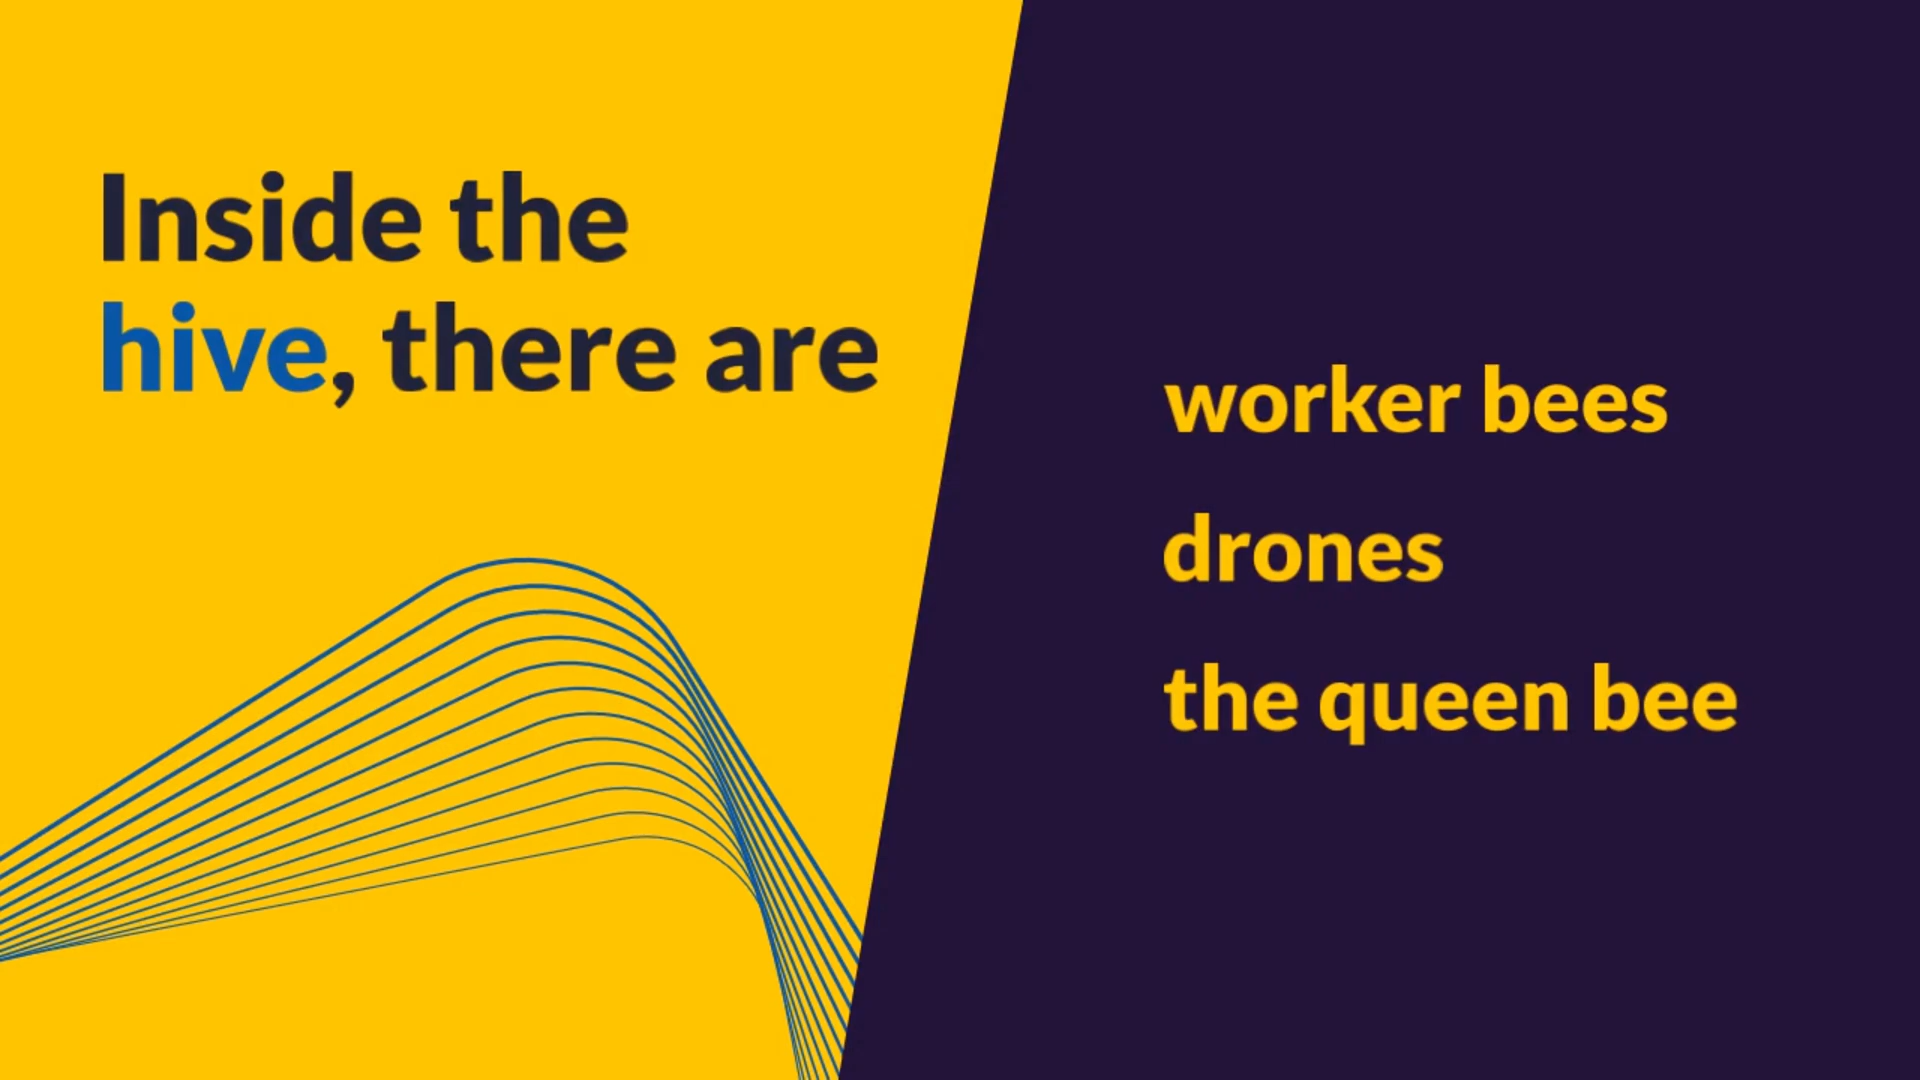 Inside the
hive, there are
worker bees
drones
the queen bee